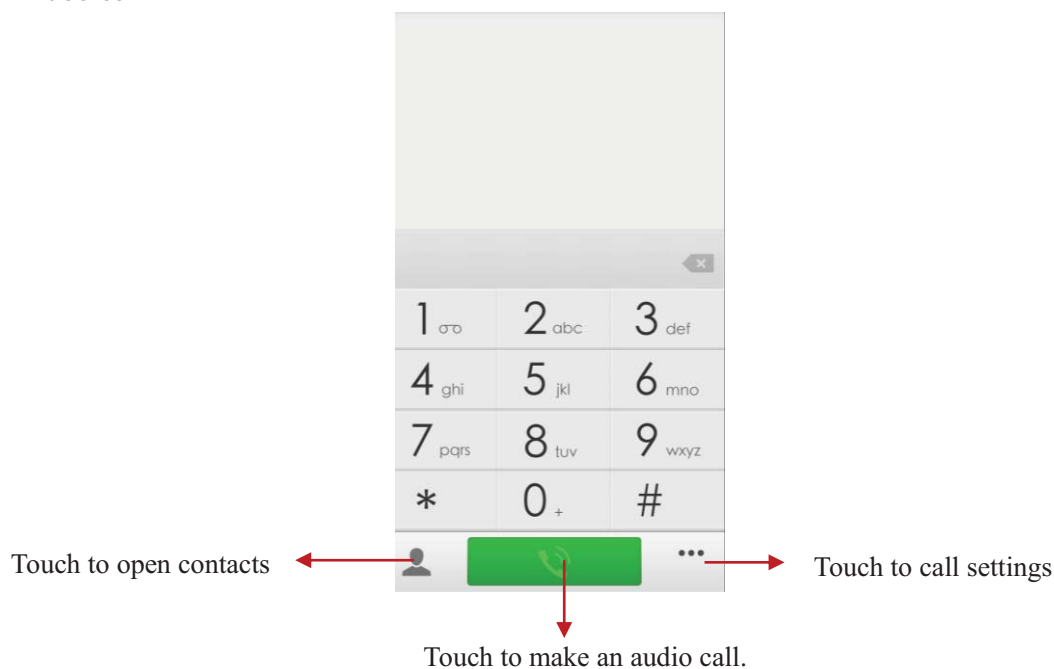 1 2 abc 3 def
4 ghi 5 jkl 6 mno
7 pqrs 8 tuv 9 wxyz
* 0 + #
Touch to open contacts
Touch to call settings
Touch to make an audio call.